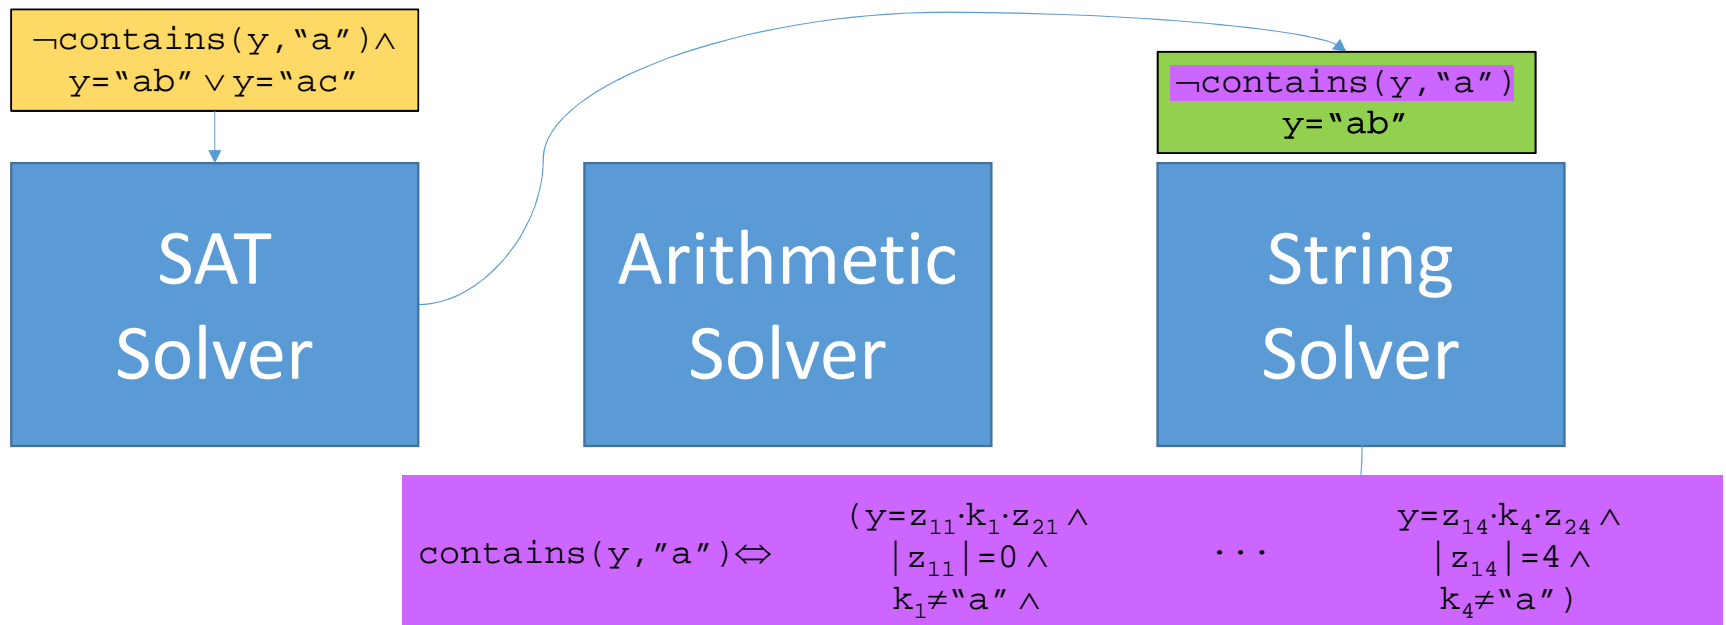 ¬contains(y,“a”)∧
y=“ab” ∨ y=“ac”
¬contains(y,“a”)
y=“ab”
SAT
Solver
Arithmetic
Solver
String
Solver
contains(y,”a”)⇔
(y=z₁₁·k₁·z₂₁ ∧
|z₁₁|=0 ∧
k₁≠“a” ∧
···
y=z₁₄·k₄·z₂₄ ∧
|z₁₄|=4 ∧
k₄≠“a”)